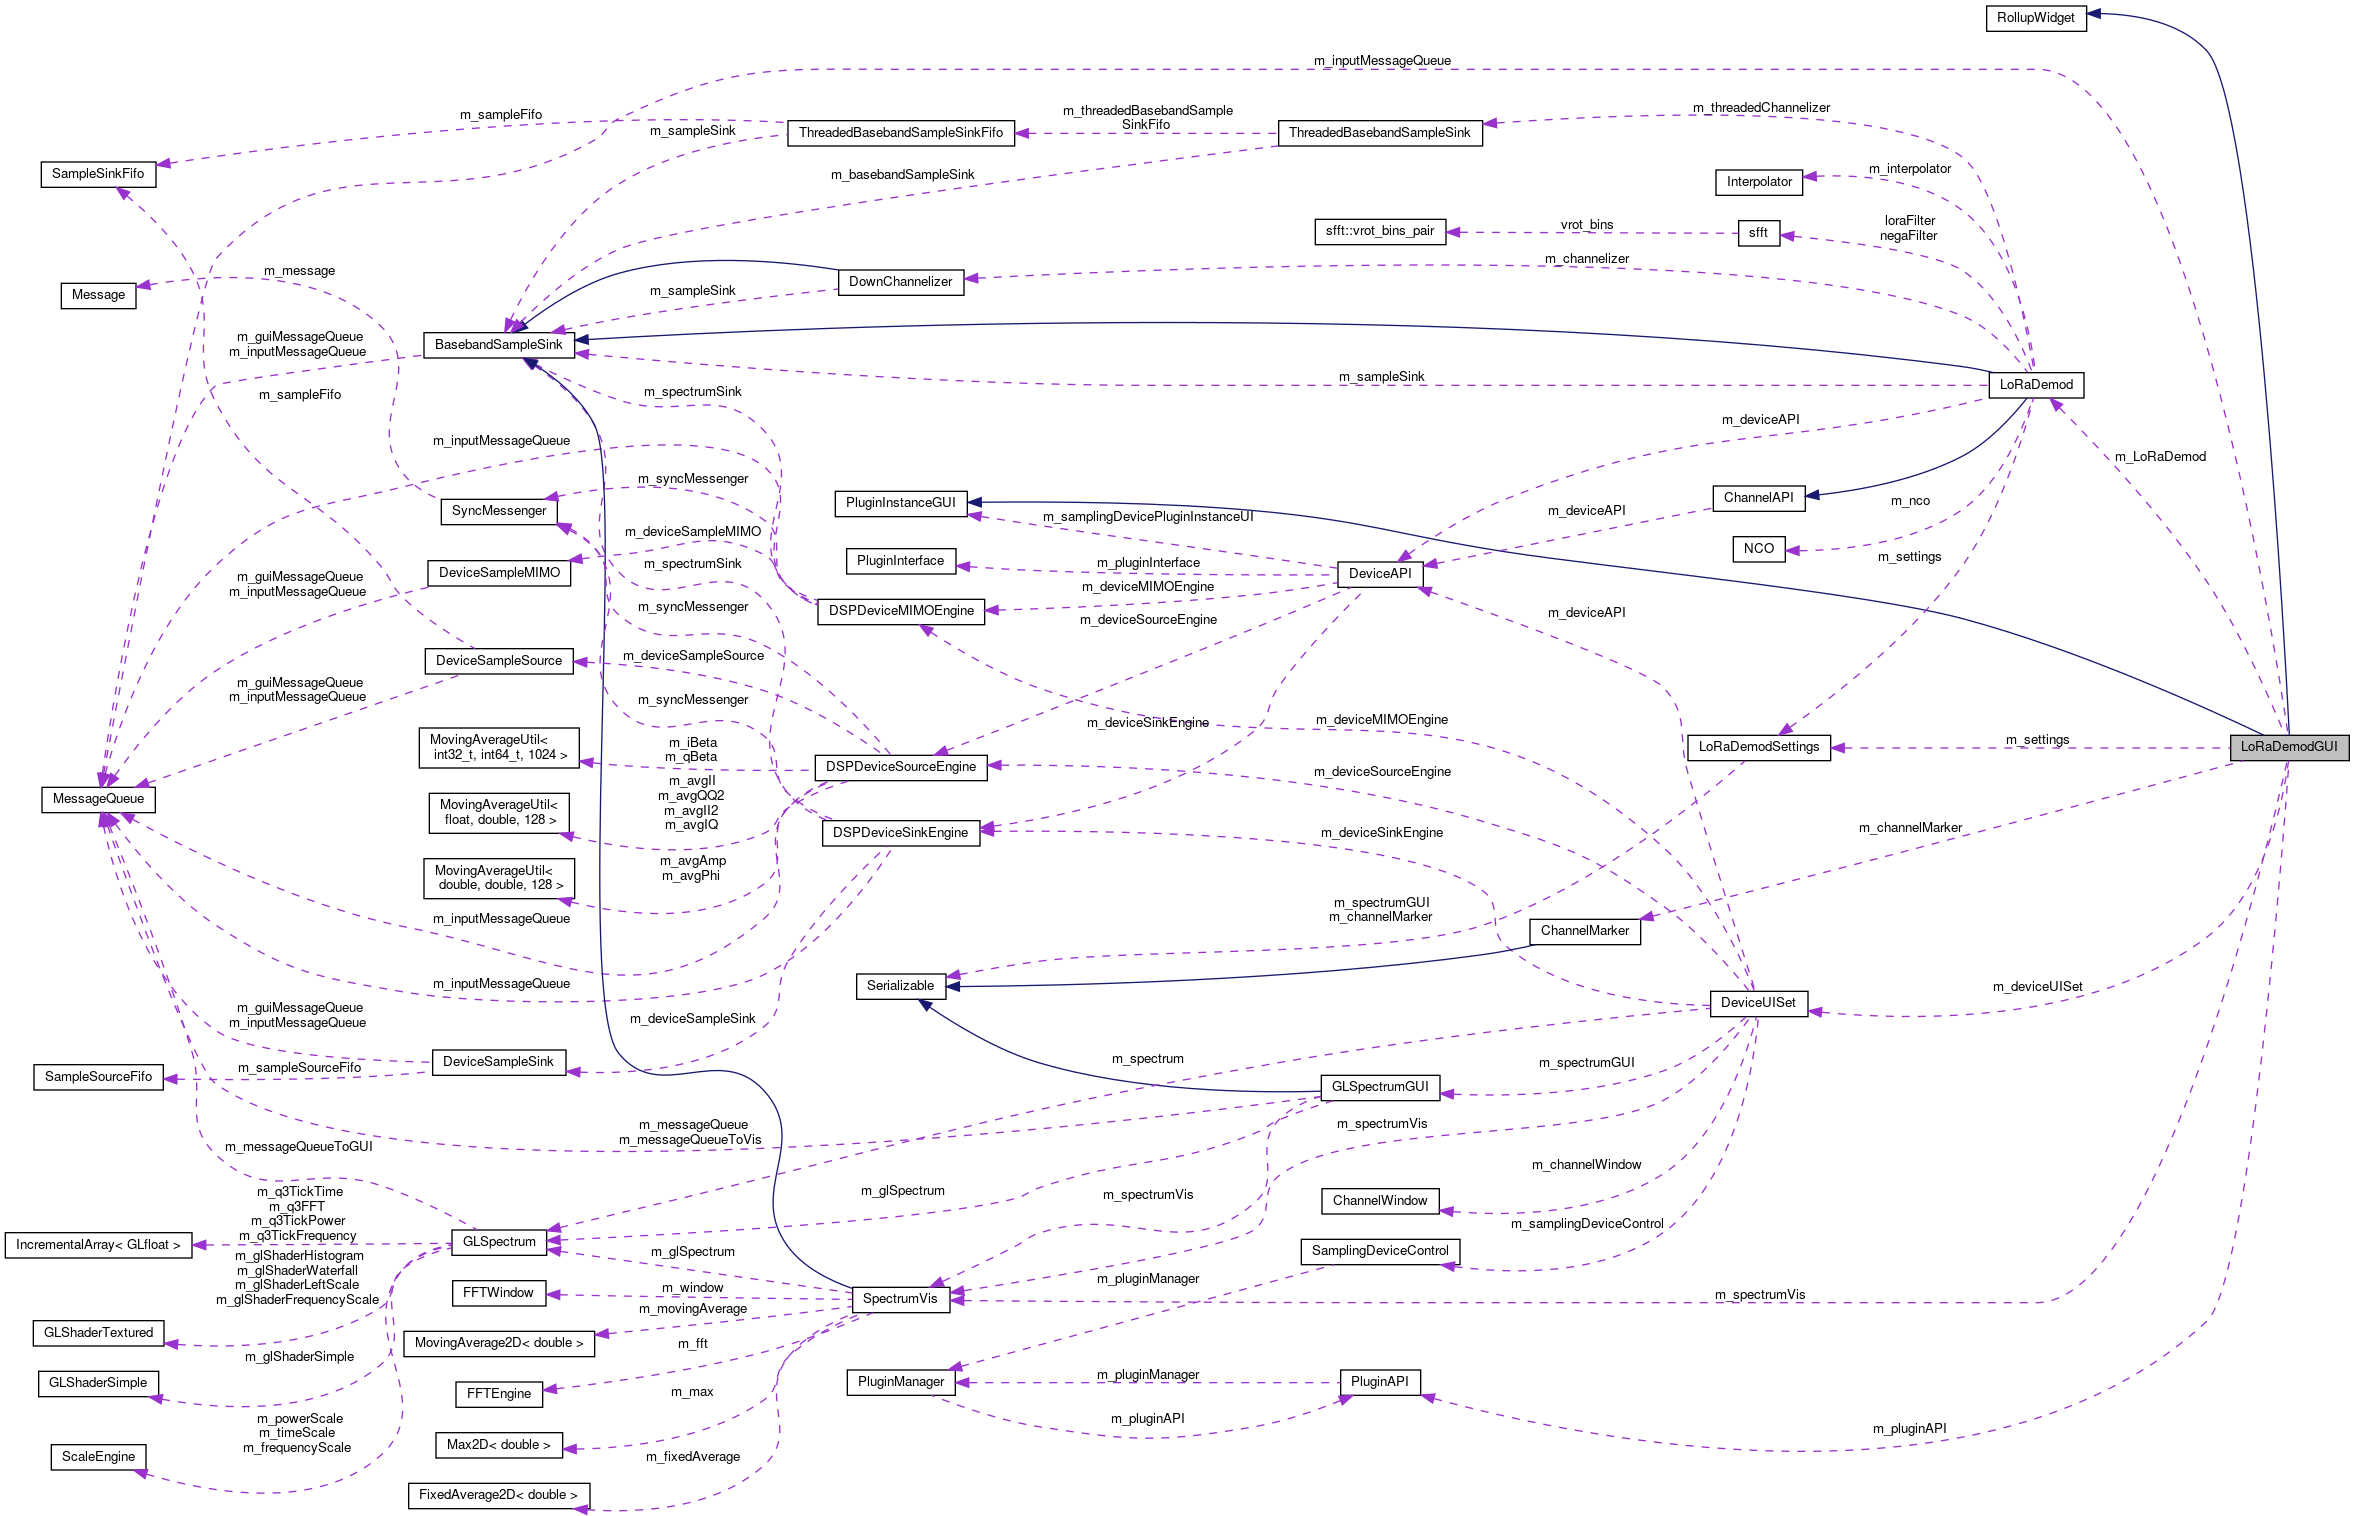 RollupWidget
m_inputMessageQueue
m_threadedChannelizer
m_sampleFifo
m_threadedBasebandSample
SinkFifo
m_sampleSink
ThreadedBasebandSampleSinkFifo
ThreadedBasebandSampleSink
SampleSinkFifo
m_basebandSampleSink
m_interpolator
Interpolator
loraFilter
negaFilter
vrot_bins
sfft::vrot_bins_pair
sfft
m_channelizer
m_message
DownChannelizer
m_sampleSink
Message
m_guiMessageQueue
m_inputMessageQueue
BasebandSampleSink
m_sampleSink
LoRaDemod
m_spectrumSink
m_sampleFifo
m_deviceAPI
m_inputMessageQueue
m_LoRaDemod
m_syncMessenger
ChannelAPI
PluginInstanceGUI
m_nco
SyncMessenger
m_samplingDevicePluginInstanceUI
m_deviceAPI
m_deviceSampleMIMO
NCO
m_spectrumSink
PluginInterface
m_pluginInterface
m_settings
DeviceSampleMIMO
DeviceAPI
m_guiMessageQueue
m_inputMessageQueue
m_deviceMIMOEngine
m_syncMessenger
DSPDeviceMIMOEngine
m_deviceSourceEngine
m_deviceAPI
DeviceSampleSource
m_deviceSampleSource
m_guiMessageQueue
m_inputMessageQueue
m_syncMessenger
m_deviceSinkEngine
m_deviceMIMOEngine
MovingAverageUtil<
int32_t, int64_t, 1024 >
m_iBeta
m_qBeta
LoRaDemodSettings
m_settings
LoRaDemodGUI
DSPDeviceSourceEngine
m_deviceSourceEngine
m_avgII
m_avgQQ2
m_avgII2
m_avgIQ
MessageQueue
MovingAverageUtil<
float, double, 128 >
DSPDeviceSinkEngine
m_deviceSinkEngine
m_channelMarker
MovingAverageUtil<
double, double, 128 >
m_avgAmp
m_avgPhi
m_spectrumGUI
m_channelMarker
m_inputMessageQueue
ChannelMarker
Serializable
m_inputMessageQueue
m_deviceUISet
DeviceUISet
m_guiMessageQueue
m_inputMessageQueue
m_deviceSampleSink
DeviceSampleSink
m_spectrum
m_spectrumGUI
SampleSourceFifo
m_sampleSourceFifo
GLSpectrumGUI
m_messageQueue
m_messageQueueToVis
m_spectrumVis
m_messageQueueToGUI
m_channelWindow
m_glSpectrum
m_spectrumVis
ChannelWindow
m_q3TickTime
m_q3FFT
m_q3TickPower
m_q3TickFrequency
m_samplingDeviceControl
IncrementalArray< GLfloat >
GLSpectrum
m_glSpectrum
SamplingDeviceControl
m_glShaderHistogram
m_glShaderWaterfall
m_glShaderLeftScale
m_glShaderFrequencyScale
FFTWindow
m_window
m_pluginManager
SpectrumVis
m_spectrumVis
m_movingAverage
GLShaderTextured
MovingAverage2D< double >
m_fft
m_glShaderSimple
GLShaderSimple
FFTEngine
m_max
PluginManager
m_pluginManager
PluginAPI
m_pluginAPI
m_pluginAPI
m_powerScale
m_timeScale
m_frequencyScale
Max2D< double >
ScaleEngine
m_fixedAverage
FixedAverage2D< double >